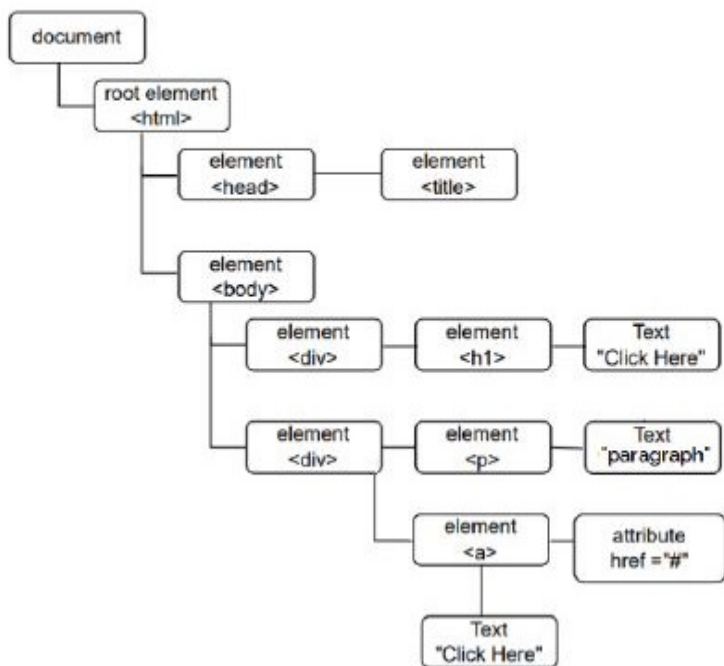 document
root element
<html>
element
<head>
element
<title>
element
<body>
element
<div>
element
<h1>
Text
"Click Here"
element
<div>
element
<p>
Text
"paragraph"
element
<a>
attribute
href ="#"
Text
"Click Here"